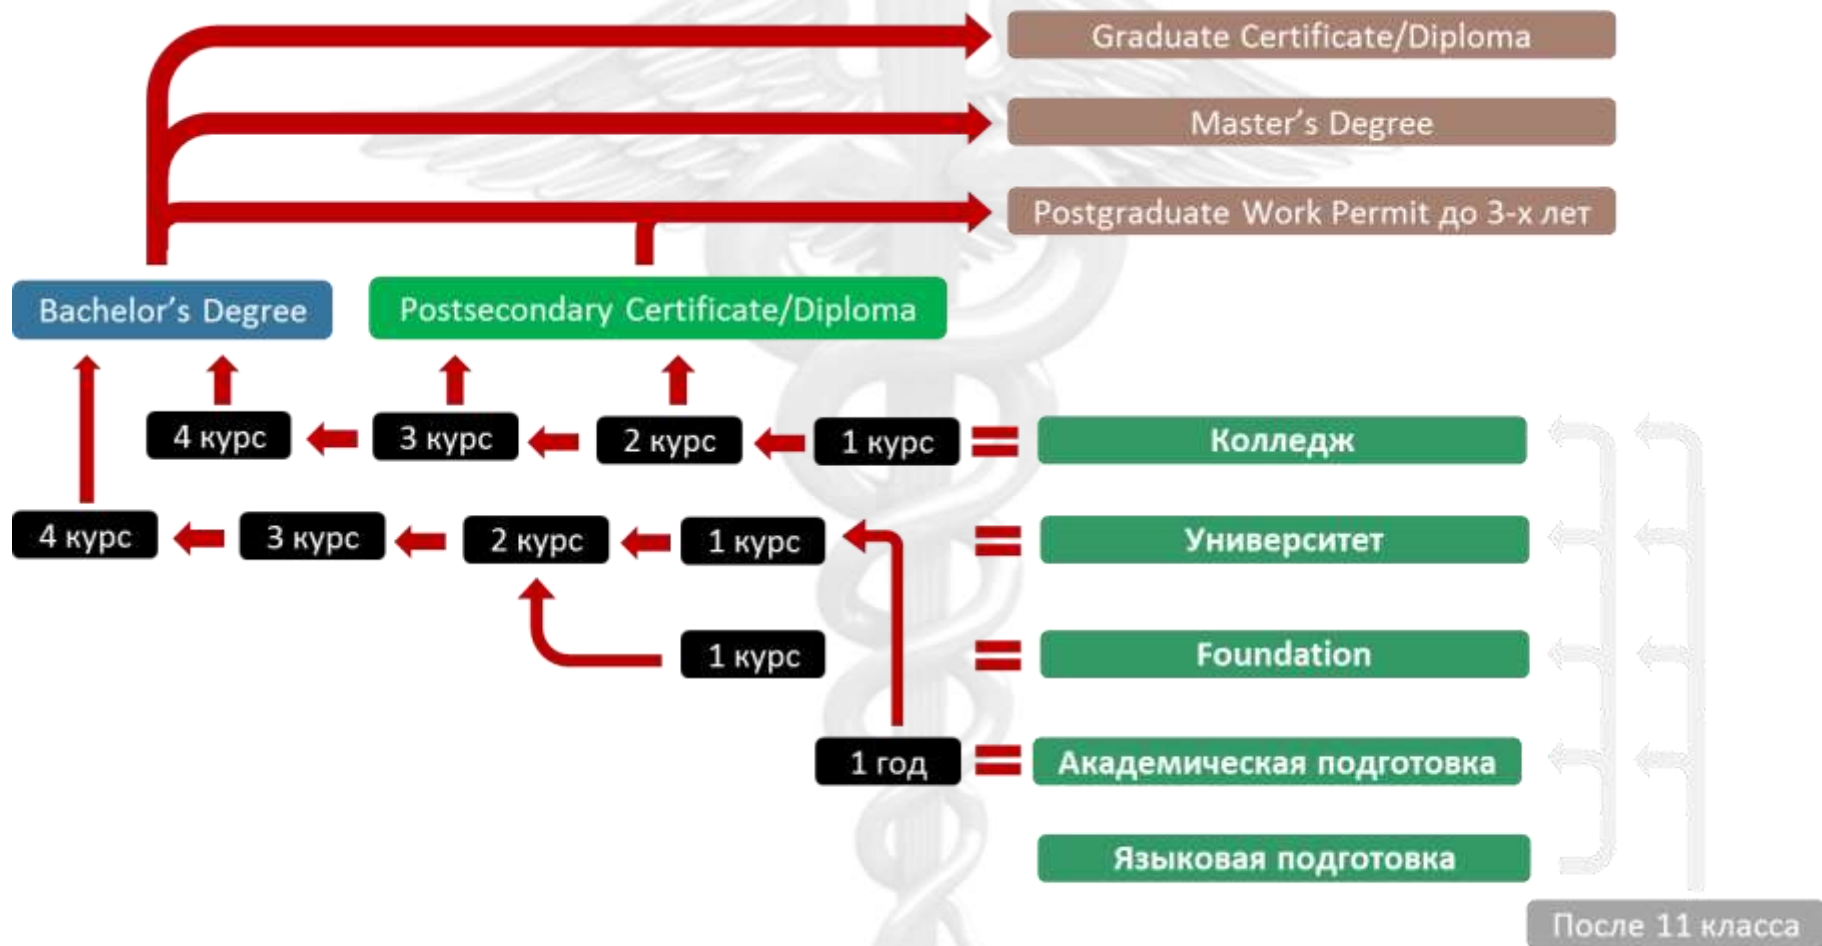 Graduate Certificate/Diploma
Master's Degree
Postgraduate Work Permit до 3-х лет
Bachelor's Degree
Postsecondary Certificate/Diploma
4 курс
3 курс
2 курс
1 курс
Колледж
4 курс
3 курс
2 курс
1 курс
Университет
1 курс
Foundation
1 год
Академическая подготовка
Языковая подготовка
После 11 класса